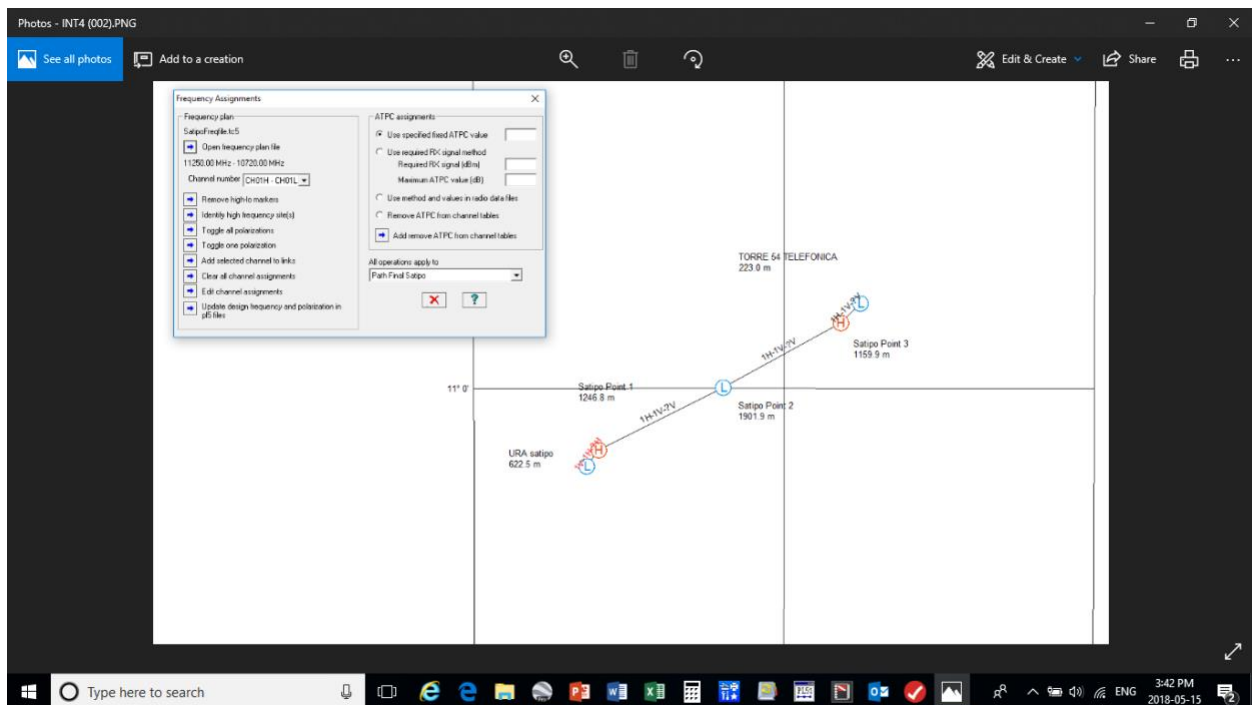 Photos - INT4 (002).PNG
See all photos
Add to a creation
Edit & Create
Share
Frequency Assignments
Frequency plan
SatipoFreqfile.tc5
Open frequency plan file
11250.00 MHz - 10720.00 MHz
Channel number CH01H - CH01L
Remove high-lo markers
Identify high frequency site(s)
Toggle all polarizations
Toggle one polarization
Add selected channel to links
Clear all channel assignments
Edit channel assignments
Update design frequency and polarization in
pl5 files
ATPC assignments
Use specified fixed ATPC value
Use required RX signal method
Required RX signal (dBm)
Maximum ATPC value (dB)
Use method and values in radio data files
Remove ATPC from channel tables
Add remove ATPC from channel tables
All operations apply to
Path Final Satipo
TORRE 54 TELEFONICA
223.0 m
L
1H-1V-?V
H
Satipo Point 3
1159.9 m
1H-1V-?V
11° 0'
Satipo Point 1
1246.8 m
L
Satipo Point 2
1901.9 m
1H-1V-?V
URA satipo
622.5 m
H
L
Type here to search
ENG
3:42 PM
2018-05-15